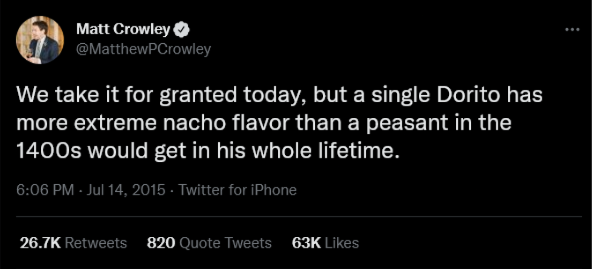 Matt Crowley
@MatthewPCrowley
We take it for granted today, but a single Dorito has
more extreme nacho flavor than a peasant in the
1400s would get in his whole lifetime.
6:06 PM · Jul 14, 2015 · Twitter for iPhone
26.7K Retweets 820 Quote Tweets 63K Likes